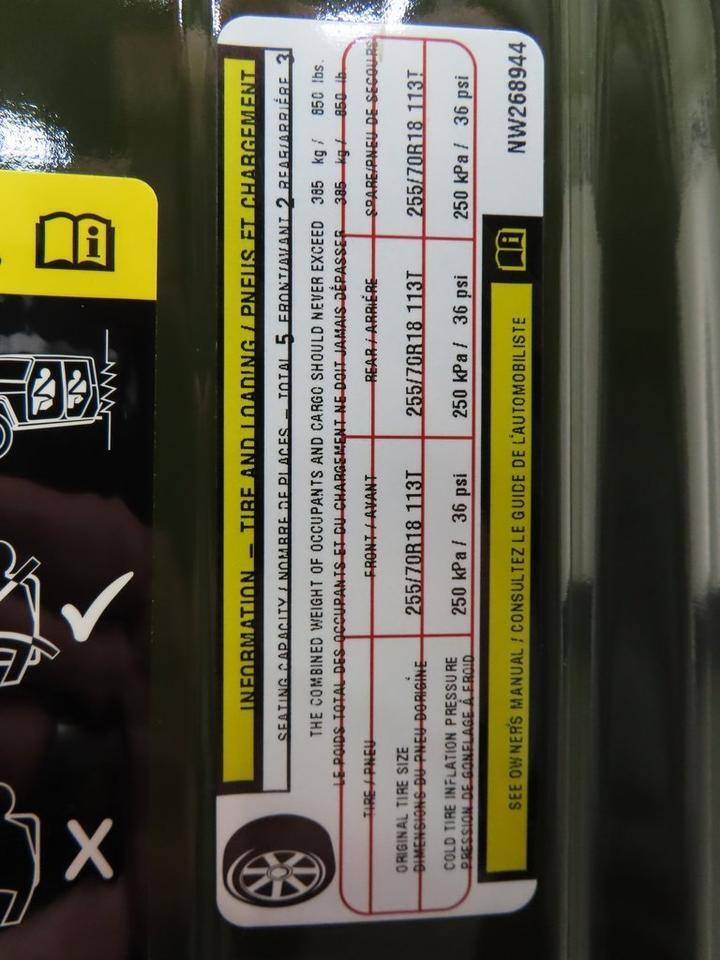 INFORMATION – TIRE AND LOADING / PNEUS ET CHARGEMENT
SEATING CAPACITY / NOMBRE DE PLACES – TOTAL 5 FRONT/AVANT 2 REAR/ARRIÈRE 3
THE COMBINED WEIGHT OF OCCUPANTS AND CARGO SHOULD NEVER EXCEED 385 kg / 850 lbs.
LE POIDS TOTAL DES OCCUPANTS ET DU CHARGEMENT NE DOIT JAMAIS DÉPASSER 385 kg / 850 lb.
TIRE / PNEU FRONT / AVANT REAR / ARRIÈRE SPARE/PNEU DE SECOURS
ORIGINAL TIRE SIZE
DIMENSIONS DU PNEU D'ORIGINE
255/70R18 113T 255/70R18 113T 255/70R18 113T
COLD TIRE INFLATION PRESSURE
PRESSION DE GONFLAGE À FROID
250 kPa / 36 psi 250 kPa / 36 psi 250 kPa / 36 psi
SEE OWNER'S MANUAL / CONSULTEZ LE GUIDE DE L'AUTOMOBILISTE
NW268944